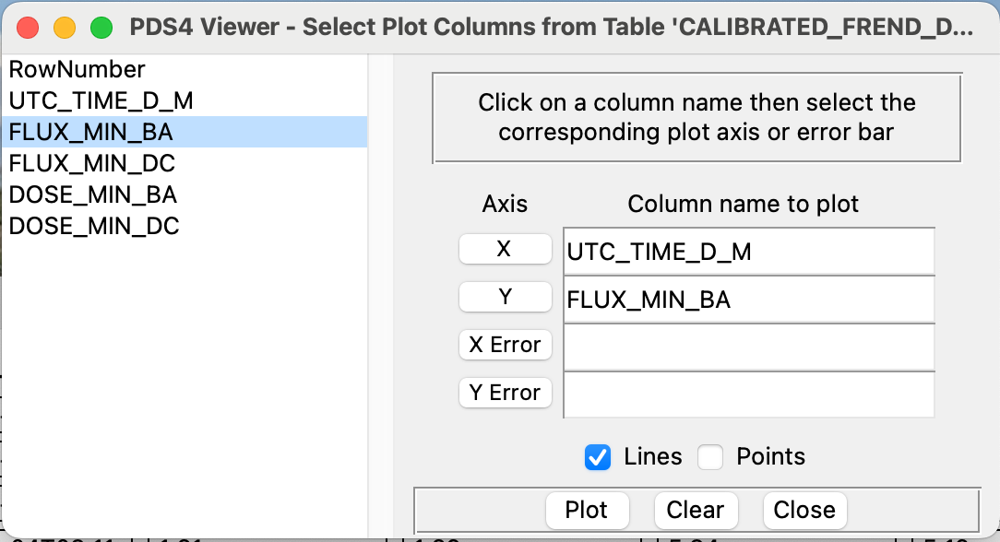 PDS4 Viewer - Select Plot Columns from Table 'CALIBRATED_FREND_D...
RowNumber
UTC_TIME_D_M
FLUX_MIN_BA
FLUX_MIN_DC
DOSE_MIN_BA
DOSE_MIN_DC
Click on a column name then select the
corresponding plot axis or error bar
Axis Column name to plot
X UTC_TIME_D_M
Y FLUX_MIN_BA
X Error
Y Error
Lines Points
Plot Clear Close